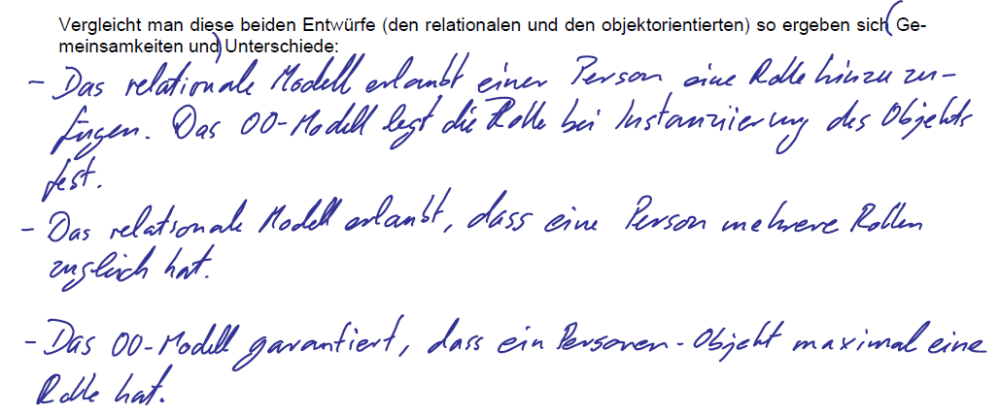 Vergleicht man diese beiden Entwürfe (den relationalen und den objektorientierten) so ergeben sich (Ge-
meinsamkeiten und) Unterschiede:
- Das relationale Modell erlaubt einer Person eine Rolle hinzu zu-
fügen. Das OO-Modell legt die Rolle bei Instanziierung des Objekts
fest.
- Das relationale Modell erlaubt, dass eine Person mehrere Rollen
zugleich hat.
- Das OO-Modell garantiert, dass ein Personen-Objekt maximal eine
Rolle hat.